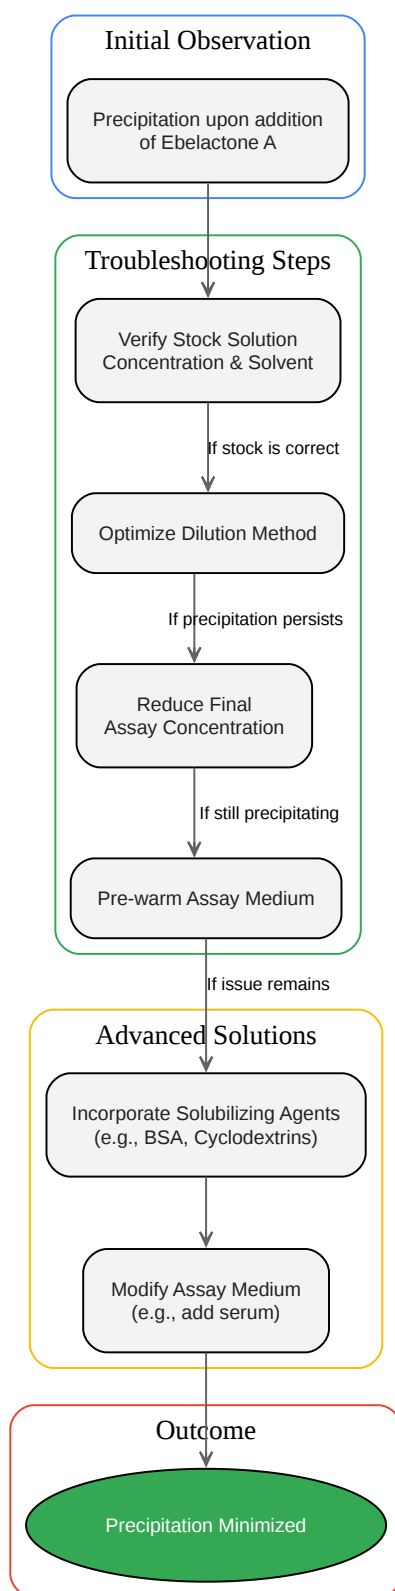 Initial Observation
Precipitation upon addition
of Ebelactone A
Troubleshooting Steps
Verify Stock Solution
Concentration & Solvent
If stock is correct
Optimize Dilution Method
If precipitation persists
Reduce Final
Assay Concentration
If still precipitating
Pre-warm Assay Medium
If issue remains
Advanced Solutions
Incorporate Solubilizing Agents
(e.g., BSA, Cyclodextrins)
Modify Assay Medium
(e.g., add serum)
Outcome
Precipitation Minimized